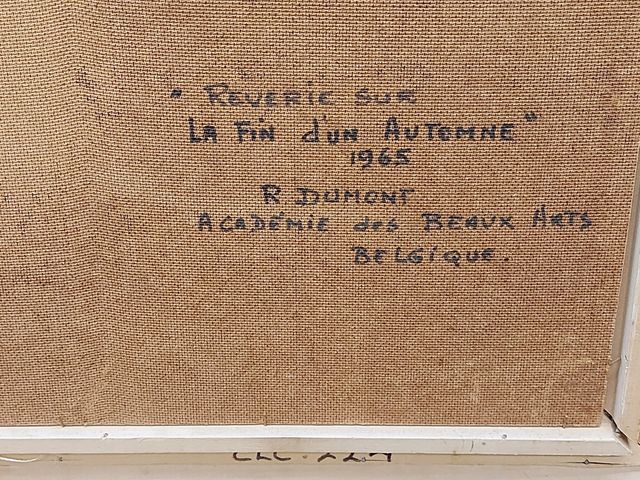 " REVERIE SUR
LA FIN d'UN AUTOMNE "
1965
R DUMONT
ACADÉMIE des BEAUX ARTS
BELGIQUE.